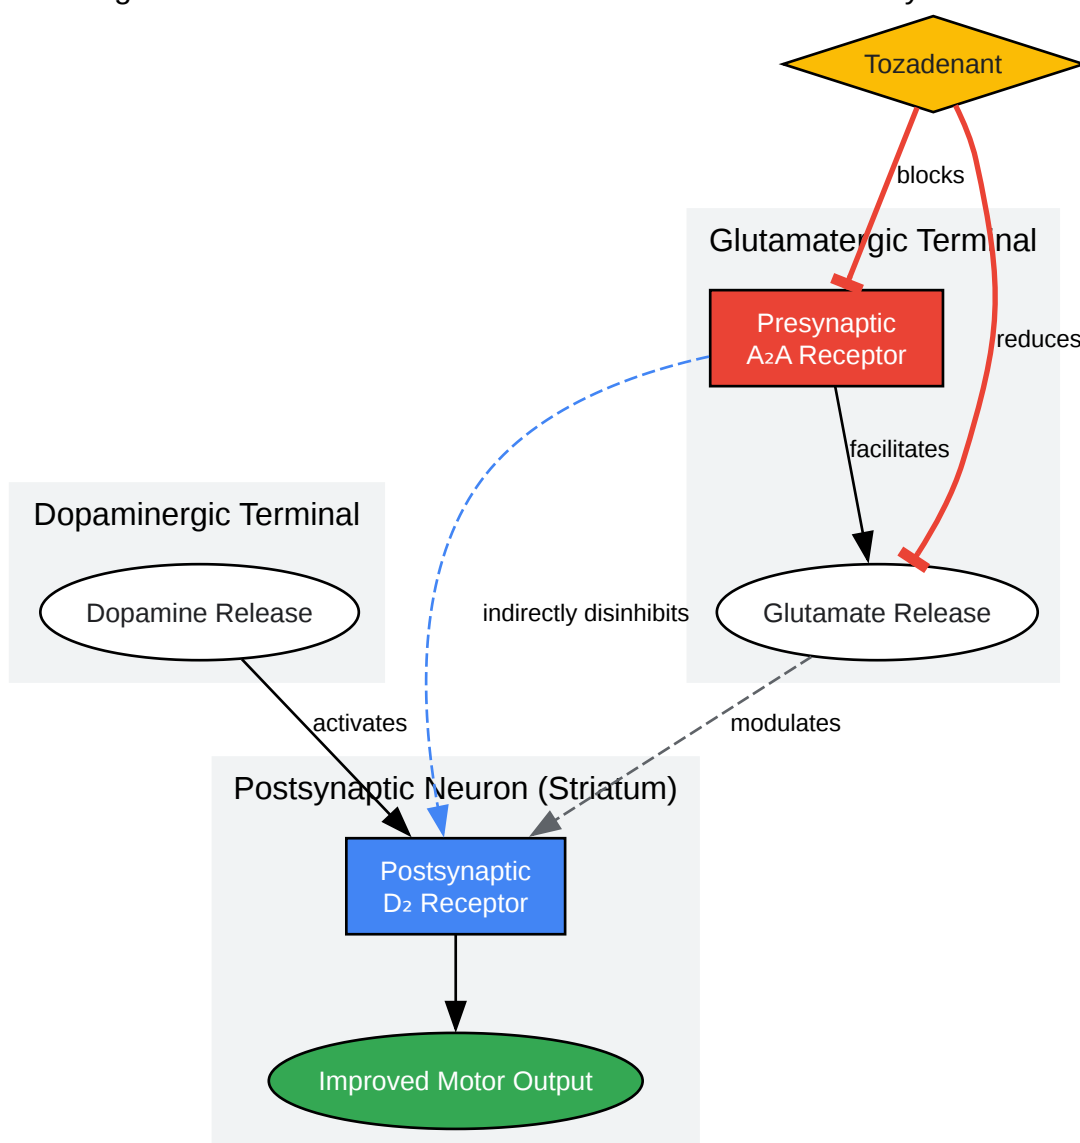 Tozadenant
blocks
Glutamatergic Terminal
Presynaptic
A₂A Receptor
reduces
facilitates
Dopaminergic Terminal
Dopamine Release
indirectly disinhibits
Glutamate Release
activates
modulates
Postsynaptic Neuron (Striatum)
Postsynaptic
D₂ Receptor
Improved Motor Output